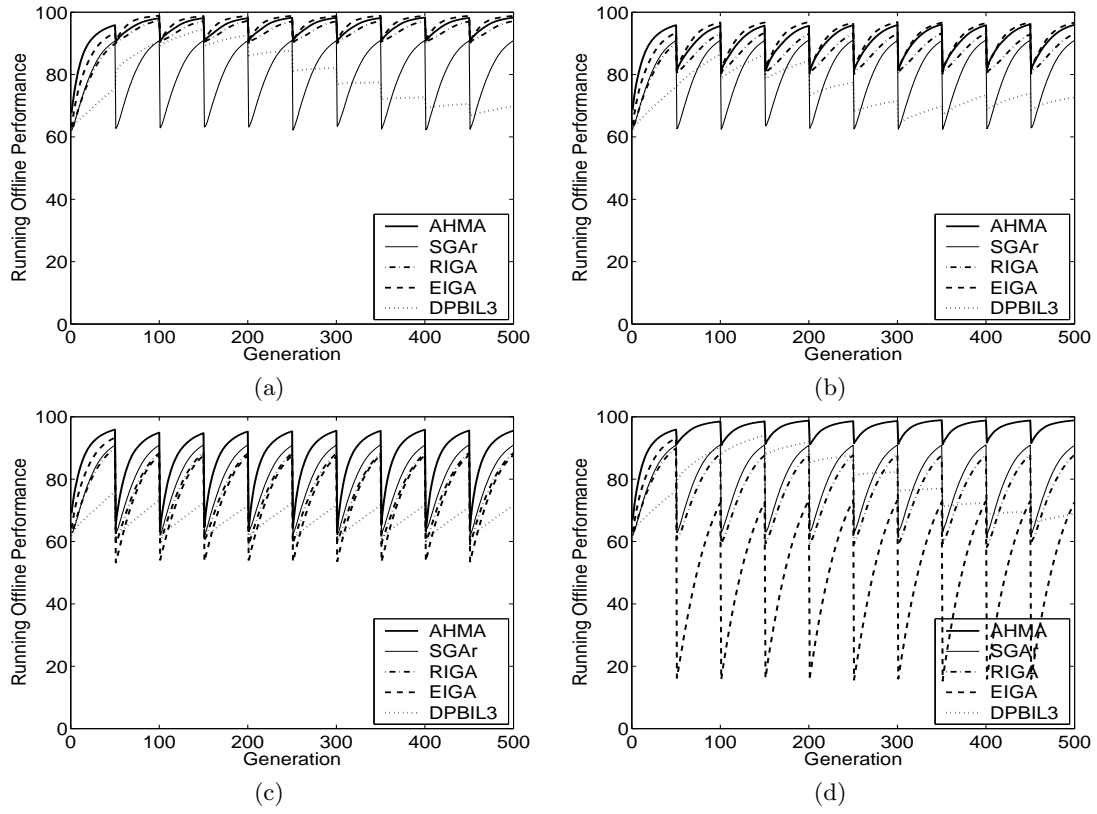 100
80
60
40
20
0
Running Offline Performance
AHMA
SGAr
RIGA
EIGA
DPBIL3
0 100 200 300 400 500
Generation
(a)
100
80
60
40
20
0
Running Offline Performance
AHMA
SGAr
RIGA
EIGA
DPBIL3
0 100 200 300 400 500
Generation
(b)
100
80
60
40
20
0
Running Offline Performance
AHMA
SGAr
RIGA
EIGA
DPBIL3
0 100 200 300 400 500
Generation
(c)
100
80
60
40
20
0
Running Offline Performance
AHMA
SGAr
RIGA
EIGA
DPBIL3
0 100 200 300 400 500
Generation
(d)